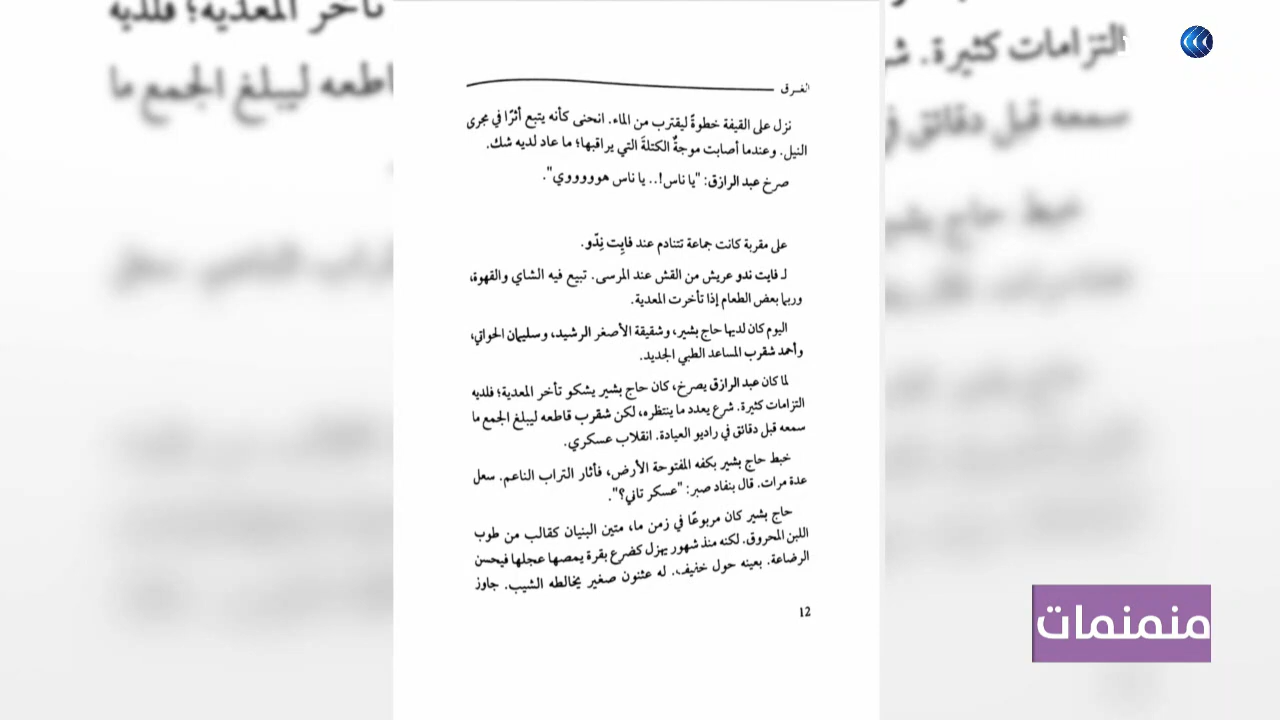 الغرق
نزل على القيفة خطوةً ليقترب من الماء. انحنى كأنه يتبع أثرًا في مجرى
النيل. وعندما أصابت موجةٌ الكتلةَ التي يراقبها؛ ما عاد لديه شك.
صرخ عبد الرازق: "يا ناس!.. يا ناس هووووووي".
على مقربة كانت جماعة تتنادم عند فايِت نِدّو.
لـ فايت ندو عريش من القش عند المرسى. تبيع فيه الشاي والقهوة،
وربما بعض الطعام إذا تأخرت المعدية.
اليوم كان لديها حاج بشير، وشقيقة الأصغر الرشيد، وسليمان الحواتي،
وأحمد شقرب المساعد الطبي الجديد.
لما كان عبد الرازق يصرخ، كان حاج بشير يشكو تأخر المعدية؛ فلديه
التزامات كثيرة. شرع يعدد ما ينتظره، لكن شقرب قاطعه ليبلغ الجمع ما
سمعه قبل دقائق في راديو العيادة. انقلاب عسكري.
خبط حاج بشير بكفه المفتوحة الأرض، فأثار التراب الناعم. سعل
عدة مرات. قال بنفاد صبر: "عسكر تاني؟".
حاج بشير كان مربوعًا في زمن ما، متين البنيان كقالب من طوب
اللبن المحروق. لكنه منذ شهور يهزل كضرع بقرة يمصها عجلها فيحسن
الرضاعة. بعينه حول خفيف. له عثنون صغير يخالطه الشيب. جاوز
12
منمنمات